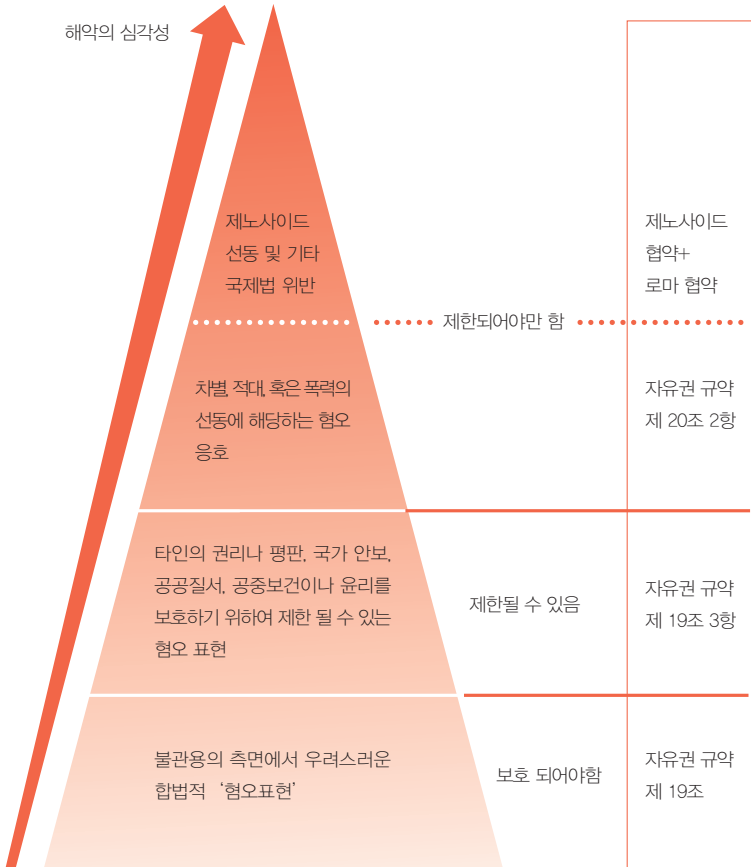 해악의 심각성
제노사이드
선동 및 기타
국제법 위반
제노사이드
협약+
로마 협약
제한되어야만 함
차별, 적대, 혹은 폭력의
선동에 해당하는 혐오
응호
자유권 규약
제 20조 2항
타인의 권리나 평판, 국가 안보,
공공질서, 공중보건이나 윤리를
보호하기 위하여 제한 될 수 있는
혐오 표현
제한될 수 있음
자유권 규약
제 19조 3항
불관용의 측면에서 우려스러운
합법적 ‘혐오표현’
보호 되어야함
자유권 규약
제 19조